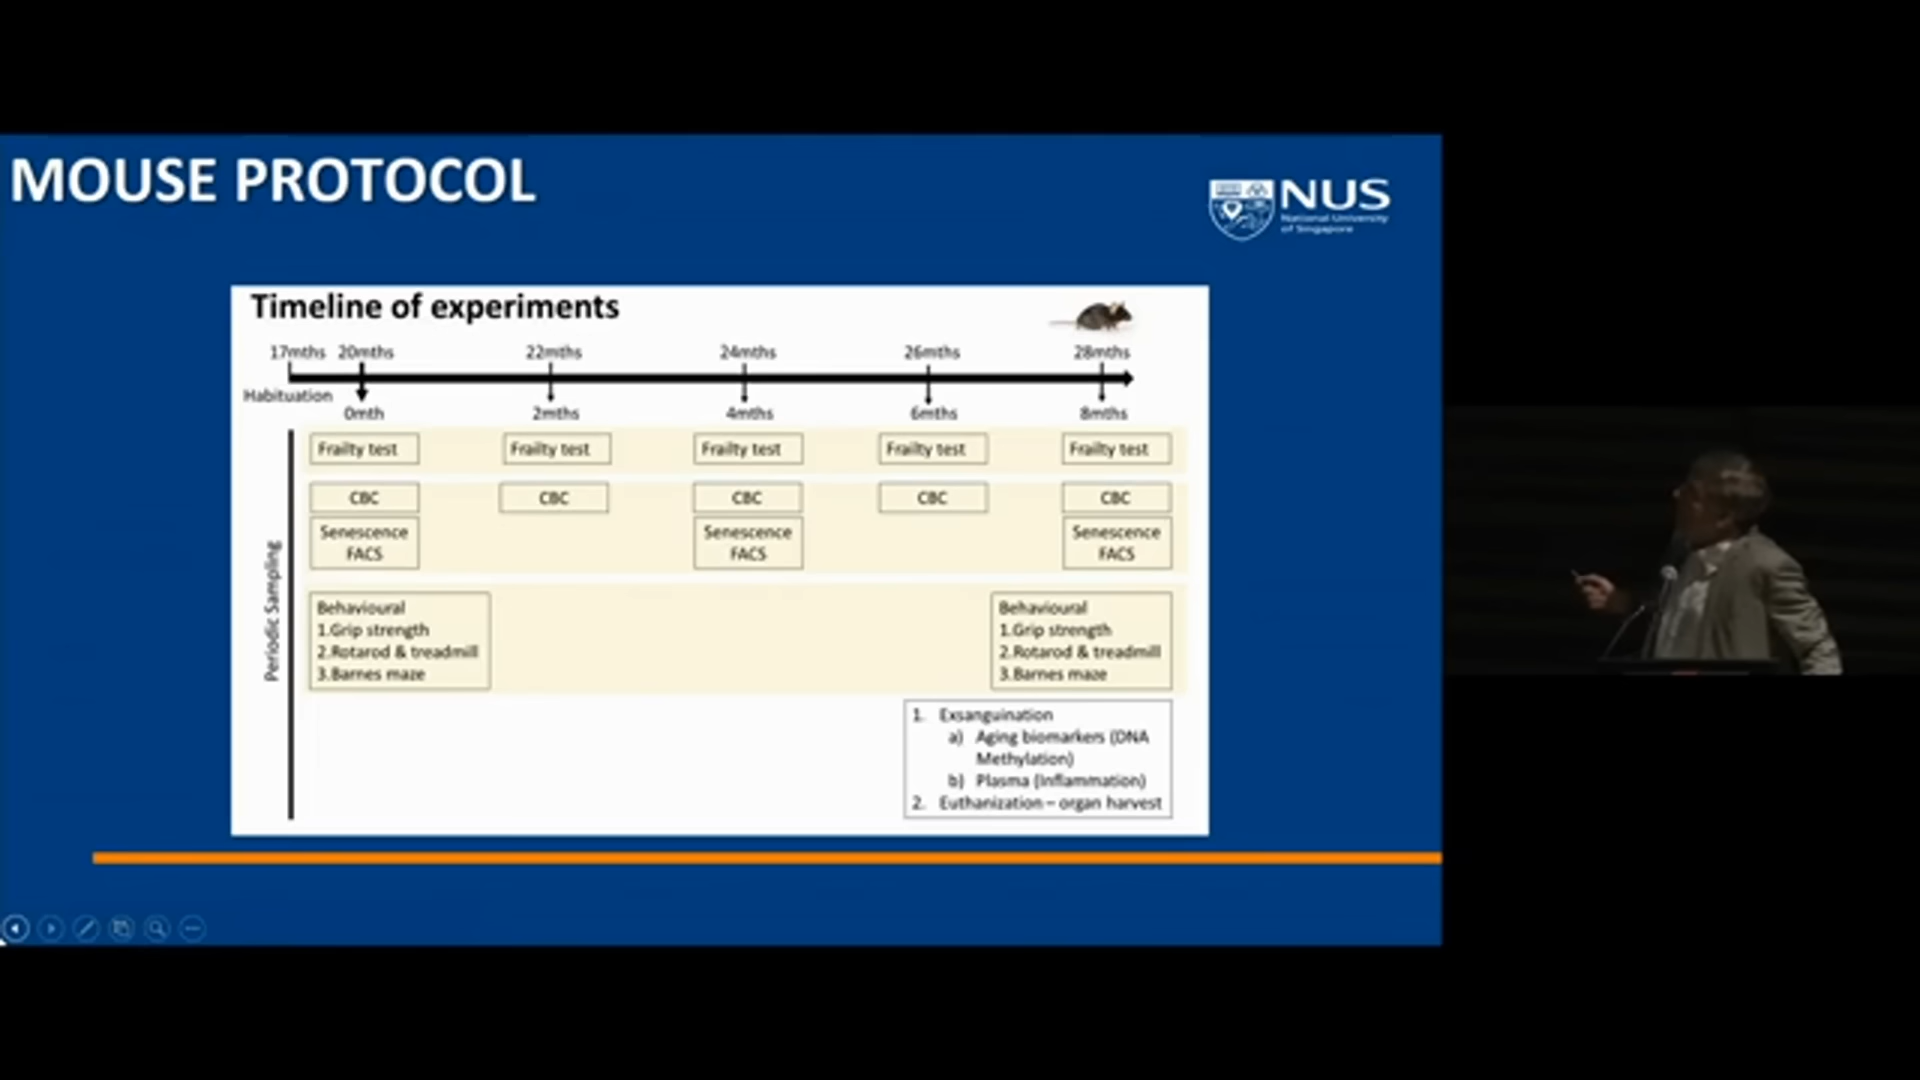 MOUSE PROTOCOL
NUS
National University
of Singapore
Timeline of experiments
17mths 20mths 22mths 24mths 26mths 28mths
Habituation
0mth 2mths 4mths 6mths 8mths
Periodic Sampling
Frailty test Frailty test Frailty test Frailty test Frailty test
CBC CBC CBC CBC CBC
Senescence Senescence Senescence
FACS FACS FACS
Behavioural
1.Grip strength
2.Rotarod & treadmill
3.Barnes maze
Behavioural
1.Grip strength
2.Rotarod & treadmill
3.Barnes maze
1. Exsanguination
a) Aging biomarkers (DNA
Methylation)
b) Plasma (Inflammation)
2. Euthanization – organ harvest